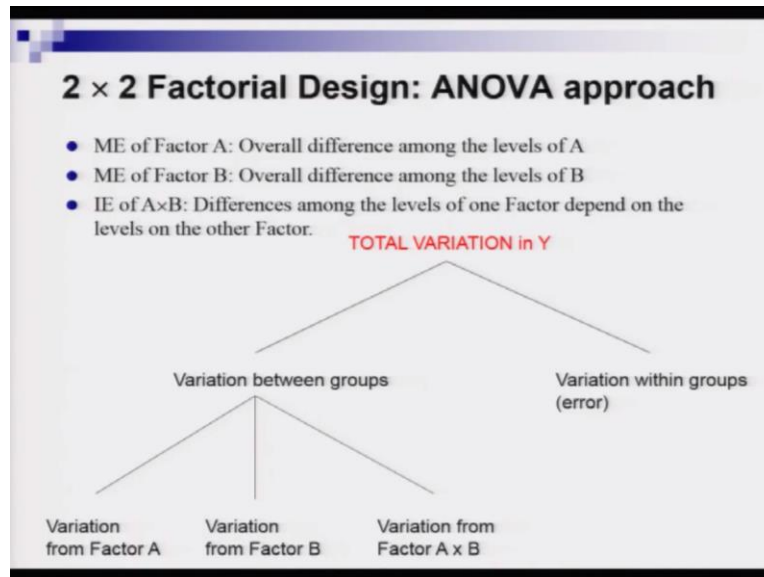 2 × 2 Factorial Design: ANOVA approach
● ME of Factor A: Overall difference among the levels of A
● ME of Factor B: Overall difference among the levels of B
● IE of A×B: Differences among the levels of one Factor depend on the
levels on the other Factor.
TOTAL VARIATION in Y
Variation between groups
Variation within groups
(error)
Variation
from Factor A
Variation
from Factor B
Variation from
Factor A x B